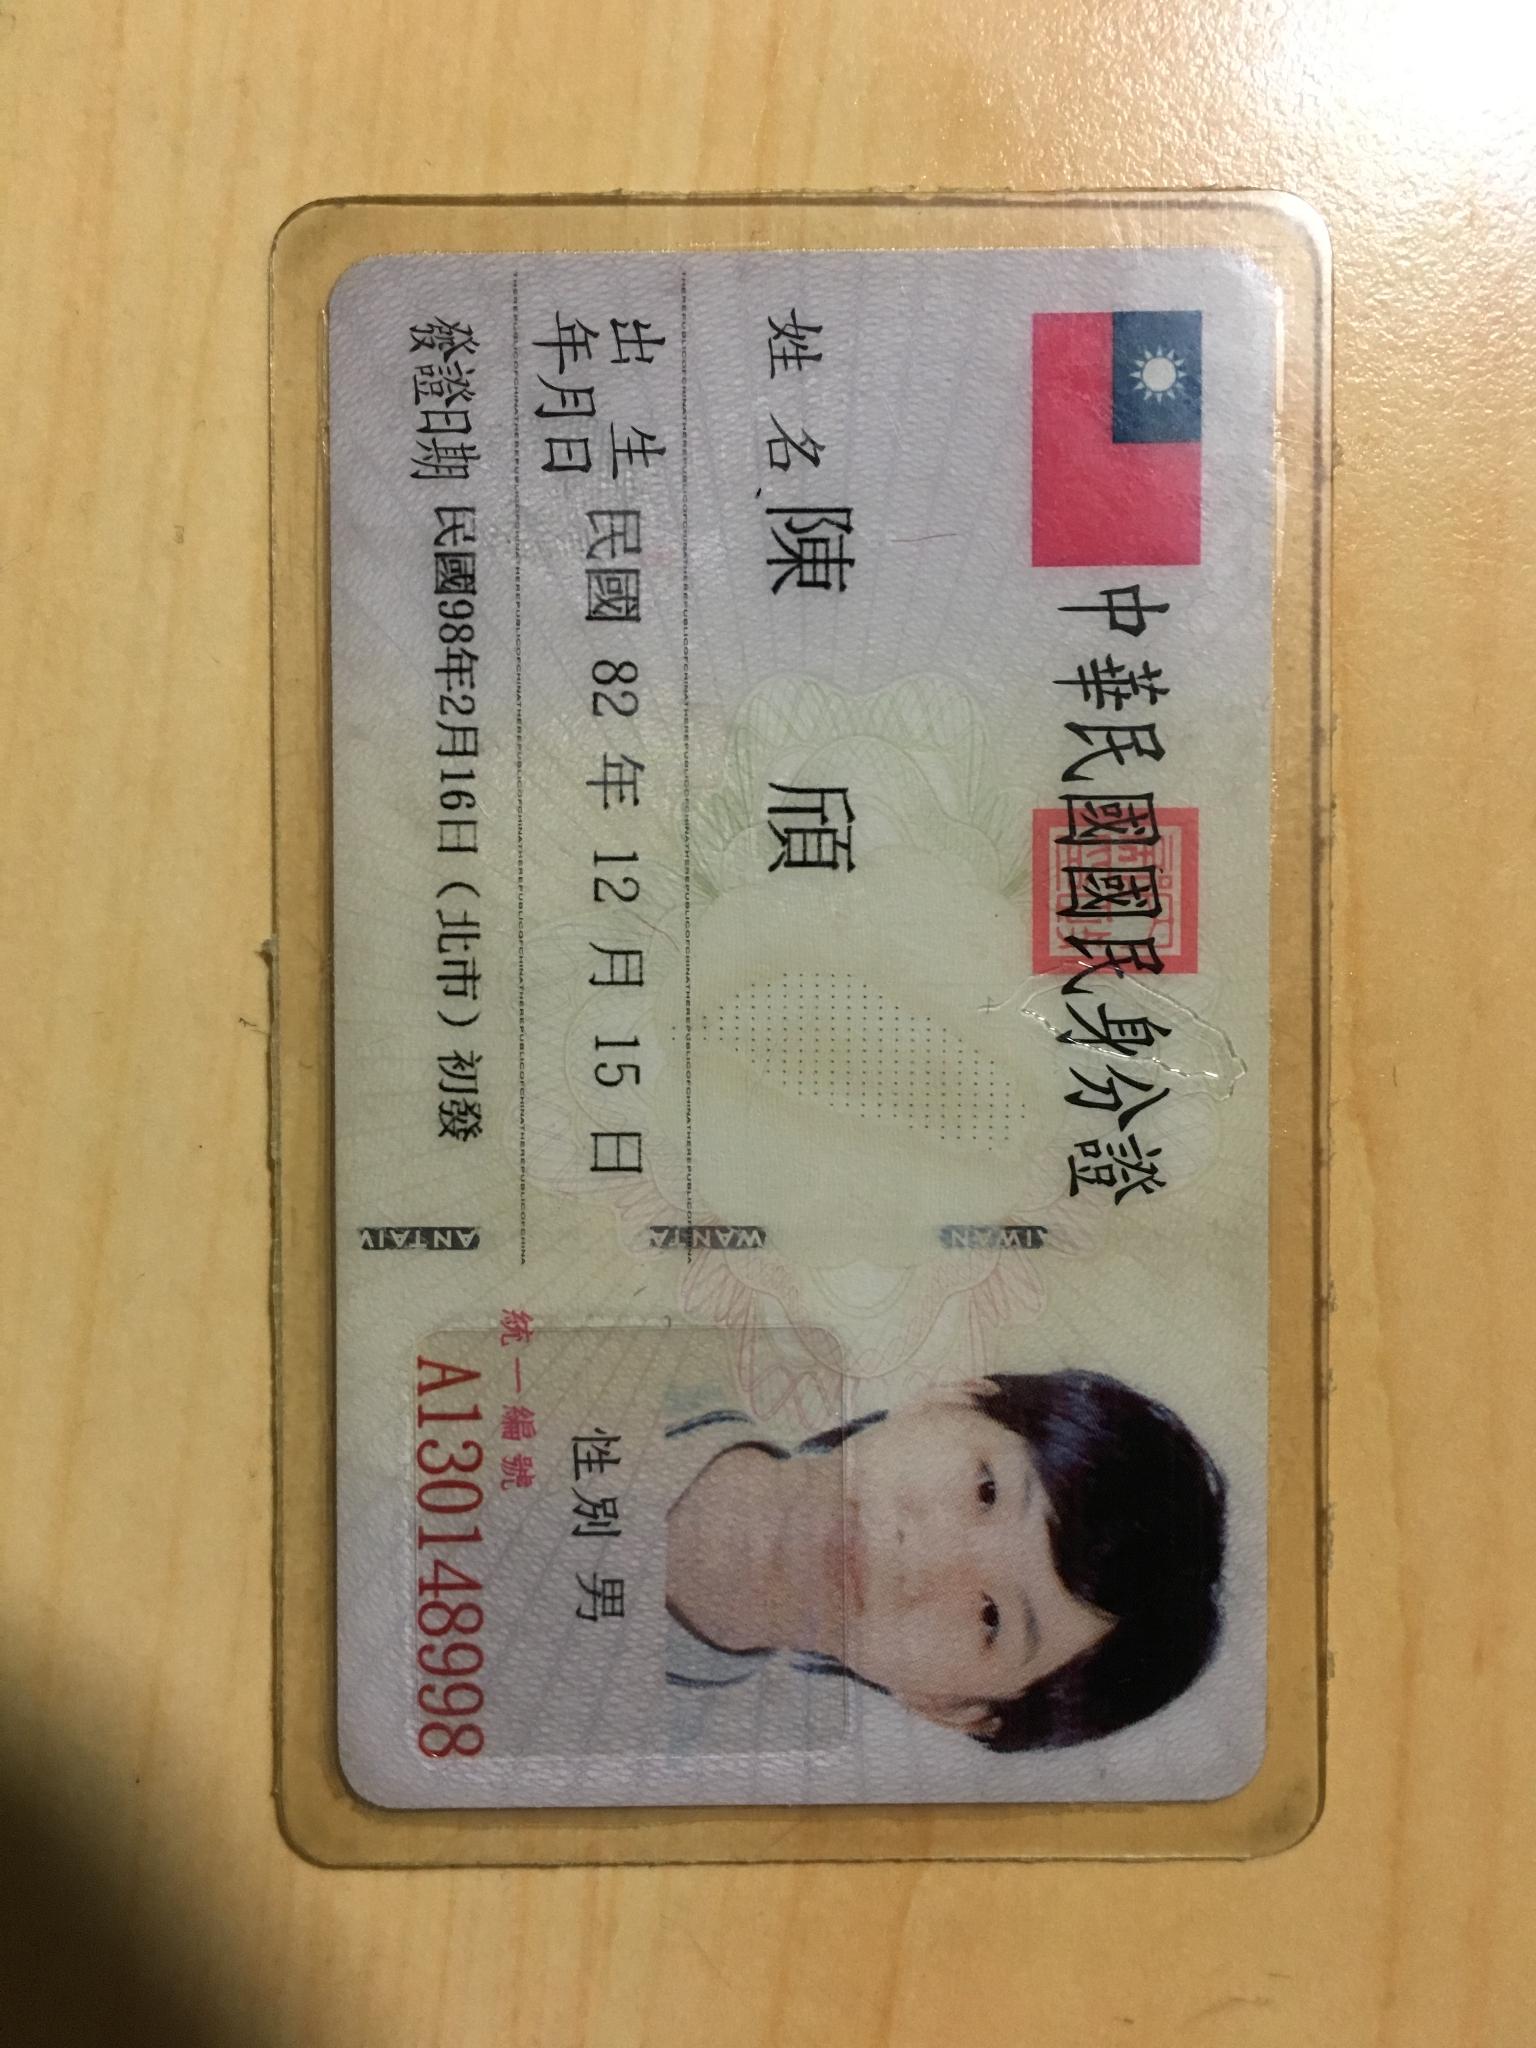 中華民國國民身分證
姓名 陳 頎
出生年月日 民國 82 年 12 月 15 日
性別 男
發證日期 民國98年2月16日(北市)初發
統一編號
A130148998